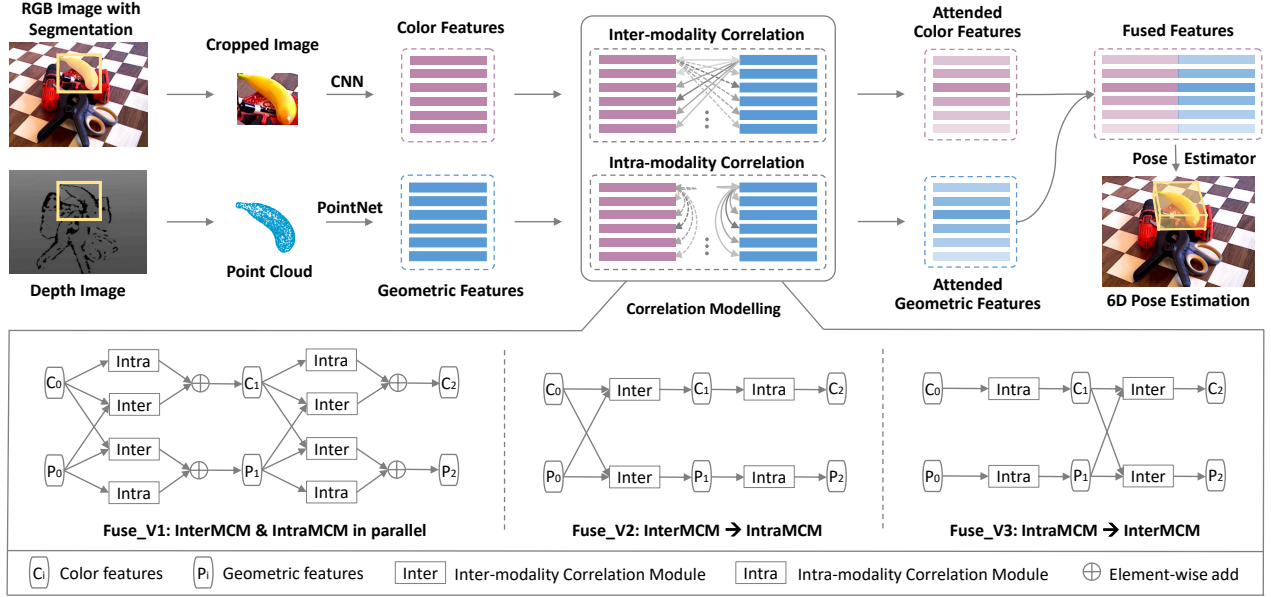 RGB Image with
Segmentation
Cropped Image
CNN
Color Features
Inter-modality Correlation
Attended
Color Features
Fused Features
Intra-modality Correlation
Pose Estimator
PointNet
Point Cloud
Depth Image
Geometric Features
Attended
Geometric Features
6D Pose Estimation
Correlation Modelling
C0 Intra Inter C1 Intra Inter C2
P0 Inter Intra P1 Inter Intra P2
Fuse_V1: InterMCM & IntraMCM in parallel
C0 Inter C1 Intra C2
P0 Inter P1 Intra P2
Fuse_V2: InterMCM → IntraMCM
C0 Intra C1 Inter C2
P0 Intra P1 Inter P2
Fuse_V3: IntraMCM → InterMCM
Ci Color features
Pi Geometric features
Inter Inter-modality Correlation Module
Intra Intra-modality Correlation Module
⊕ Element-wise add